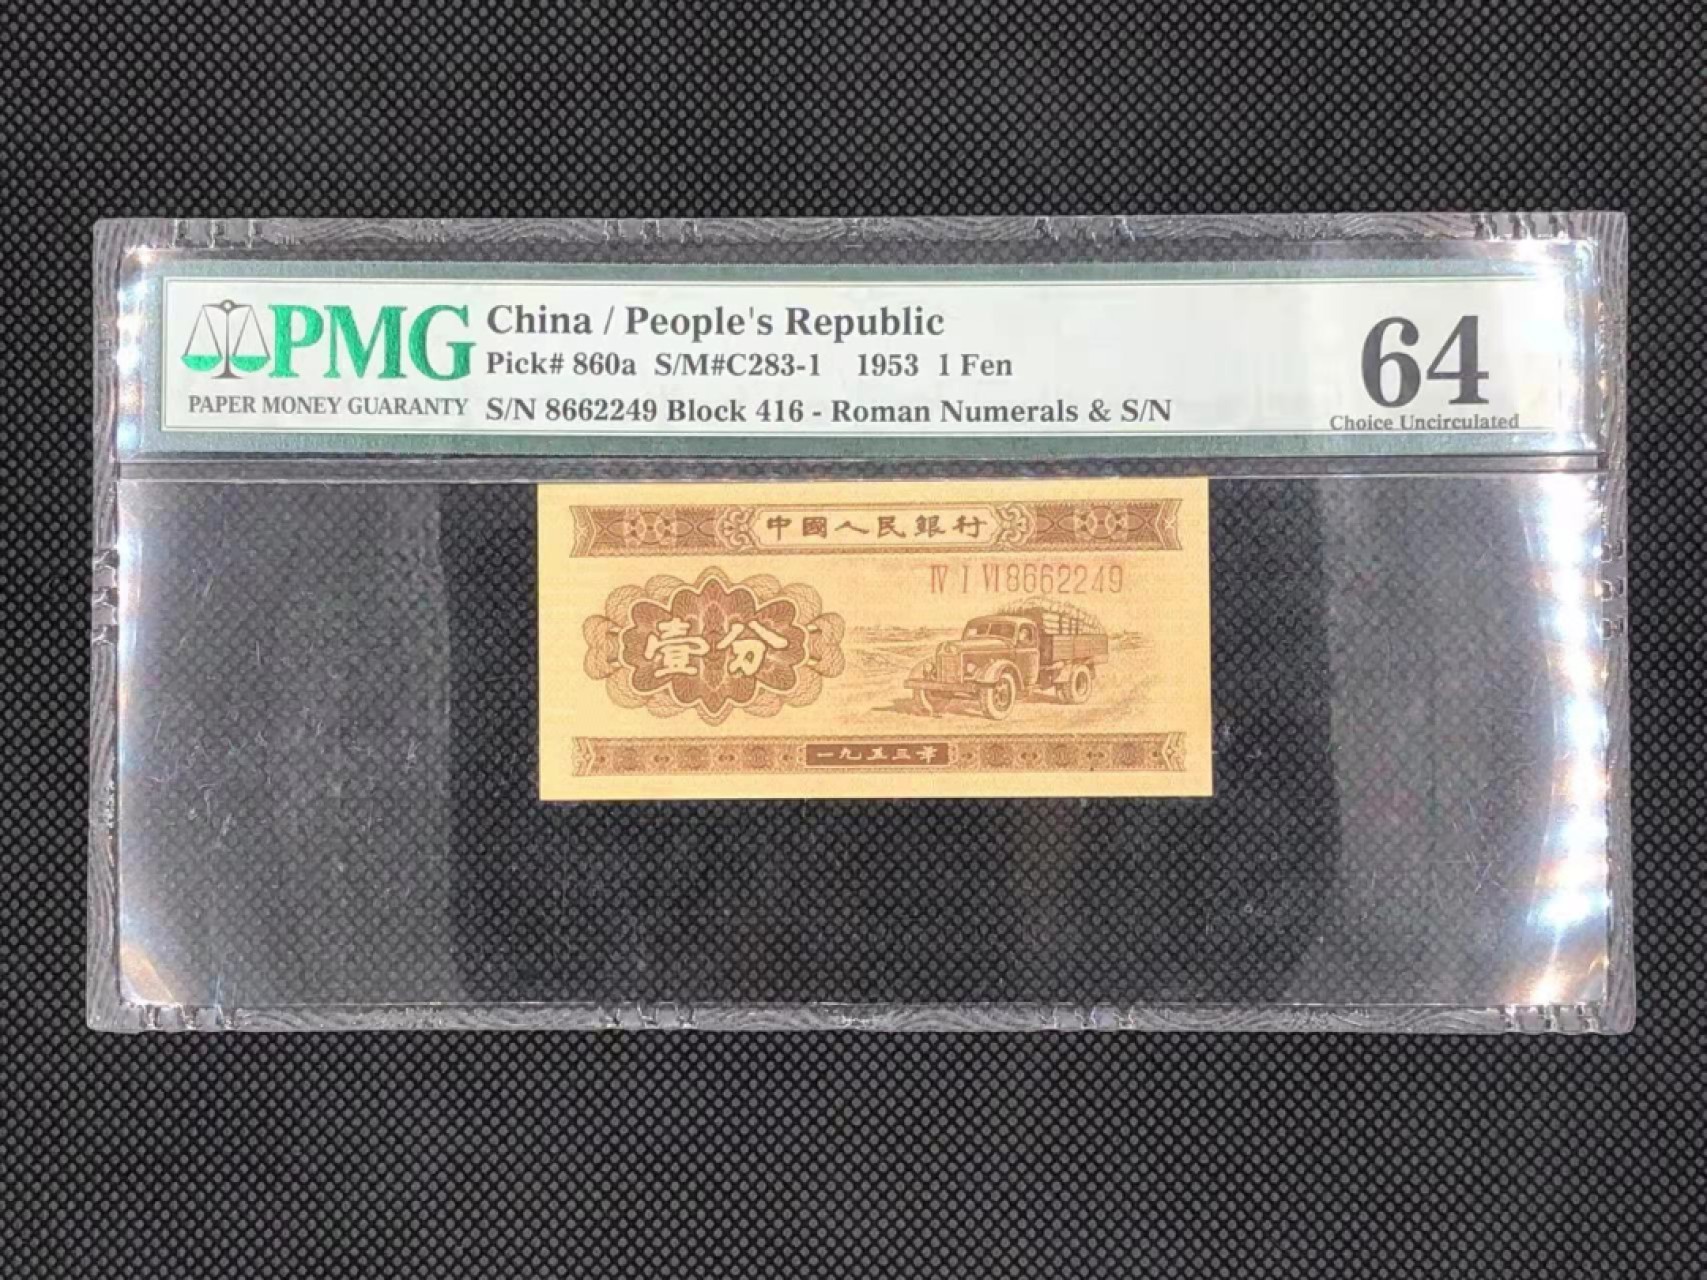 PMG
PAPER MONEY GUARANTY
China / People's Republic
Pick# 860a S/M#C283-1 1953 1 Fen
S/N 8662249 Block 416 - Roman Numerals & S/N
64
Choice Uncirculated
中國人民銀行
Ⅳ Ⅰ Ⅵ 8662249
壹分
一九五三年